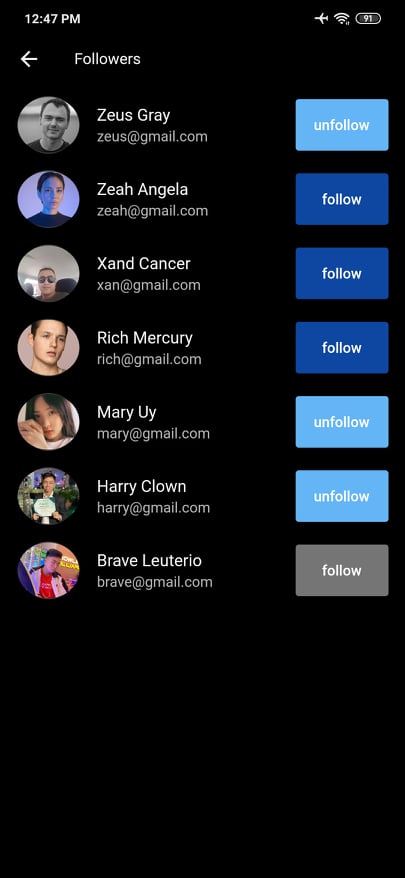 12:47 PM
91
Followers
Zeus Gray
zeus@gmail.com
unfollow
Zeah Angela
zeah@gmail.com
follow
Xand Cancer
xan@gmail.com
follow
Rich Mercury
rich@gmail.com
follow
Mary Uy
mary@gmail.com
unfollow
Harry Clown
harry@gmail.com
unfollow
Brave Leuterio
brave@gmail.com
follow